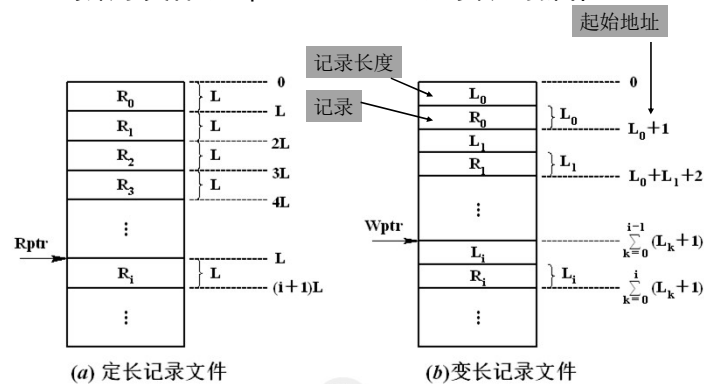 起始地址
记录长度
记录
R0
R1
R2
R3
⋮
Ri
⋮
L
L
L
L
L
0
L
2L
3L
4L
L
(i+1)L
Rptr
(a) 定长记录文件
L0
R0
L1
R1
⋮
Li
Ri
⋮
L0
L1
Li
0
L0+1
L0+L1+2
i-1
∑ (Lk+1)
k=0
i
∑ (Lk+1)
k=0
Wptr
(b)变长记录文件